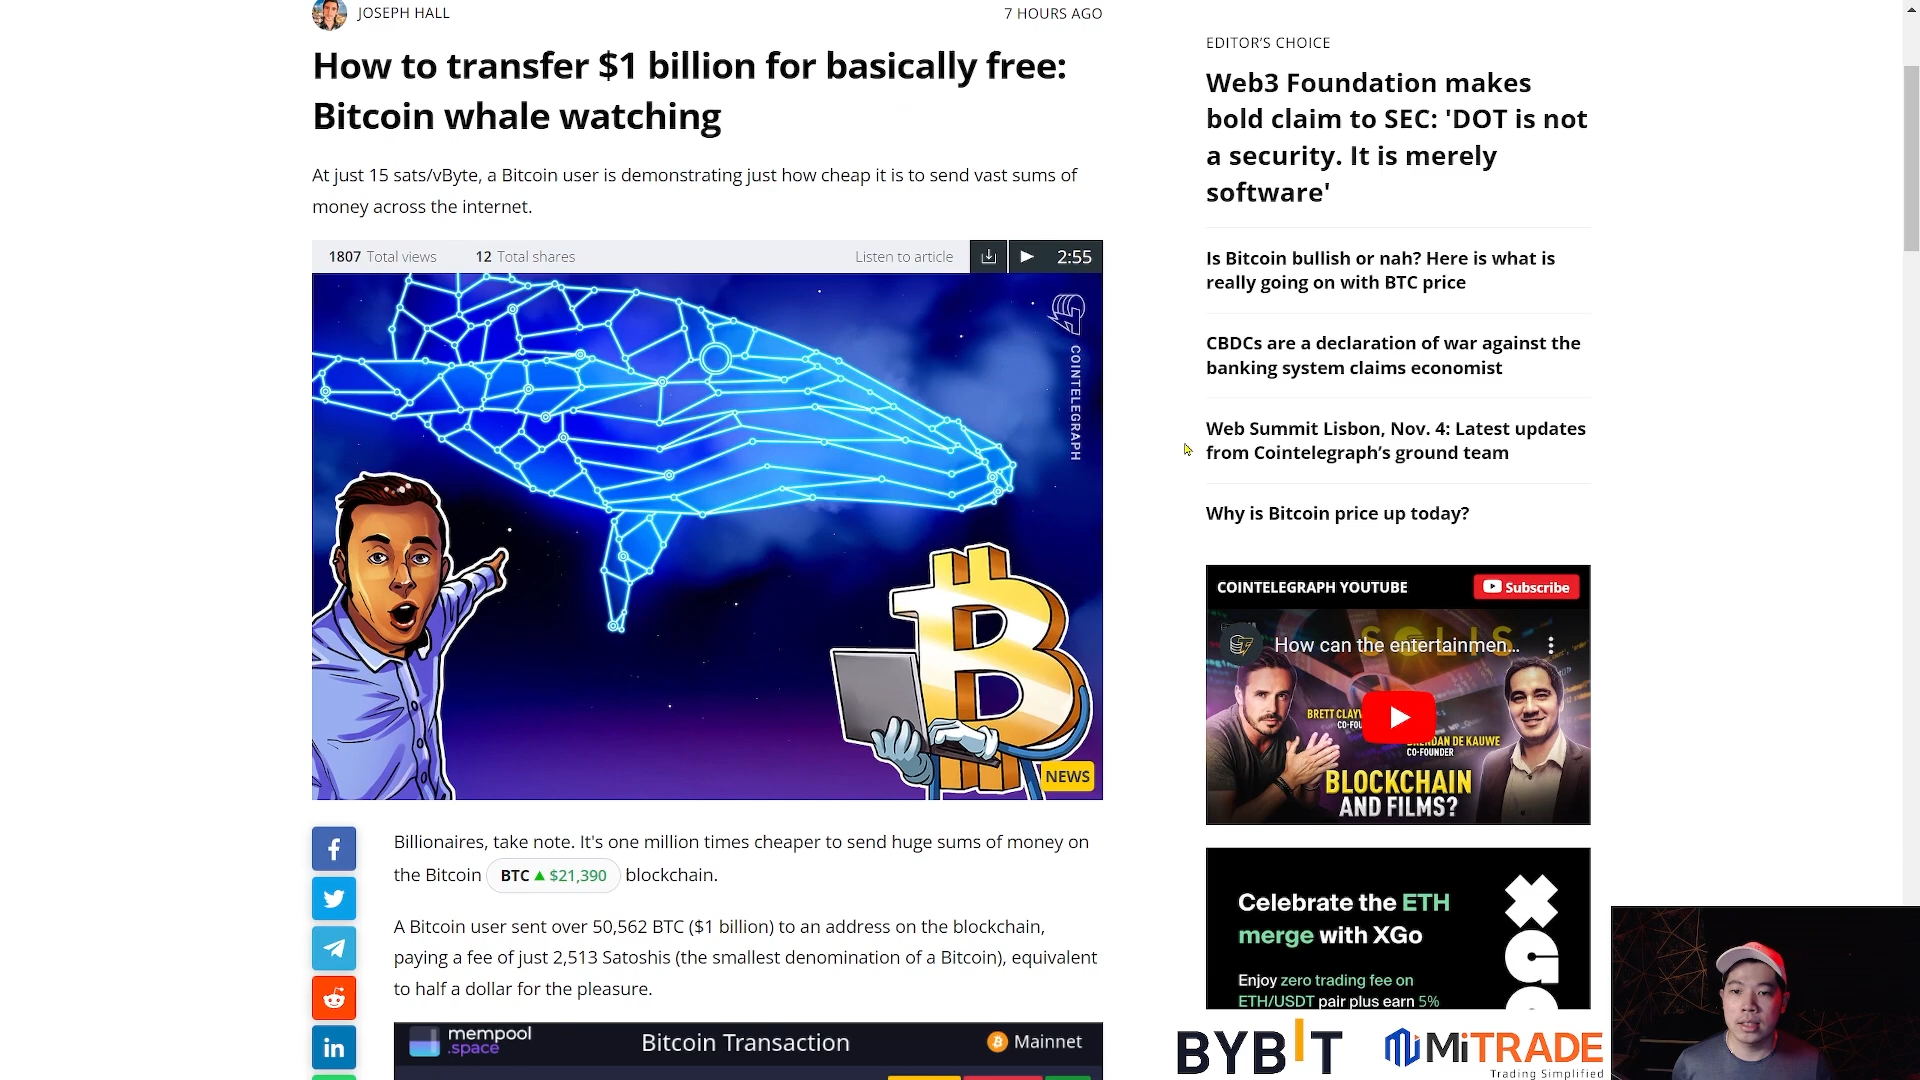 JOSEPH HALL
7 HOURS AGO
How to transfer $1 billion for basically free:
Bitcoin whale watching
At just 15 sats/vByte, a Bitcoin user is demonstrating just how cheap it is to send vast sums of
money across the internet.
1807 Total views
12 Total shares
Listen to article
2:55
COINTELEGRAPH
NEWS
Billionaires, take note. It's one million times cheaper to send huge sums of money on
the Bitcoin BTC ▲ $21,390 blockchain.
A Bitcoin user sent over 50,562 BTC ($1 billion) to an address on the blockchain,
paying a fee of just 2,513 Satoshis (the smallest denomination of a Bitcoin), equivalent
to half a dollar for the pleasure.
mempool
.space
Bitcoin Transaction
Mainnet
EDITOR'S CHOICE
Web3 Foundation makes
bold claim to SEC: 'DOT is not
a security. It is merely
software'
Is Bitcoin bullish or nah? Here is what is
really going on with BTC price
CBDCs are a declaration of war against the
banking system claims economist
Web Summit Lisbon, Nov. 4: Latest updates
from Cointelegraph’s ground team
Why is Bitcoin price up today?
COINTELEGRAPH YOUTUBE
Subscribe
SOLIS
How can the entertainmen...
BRETT
DE KAUWE
CO-FOUNDER
BLOCKCHAIN
AND FILMS?
Celebrate the ETH
merge with XGo
Enjoy zero trading fee on
ETH/USDT pair plus earn 5%
BYBIT
MiTRADE
Trading Simplified